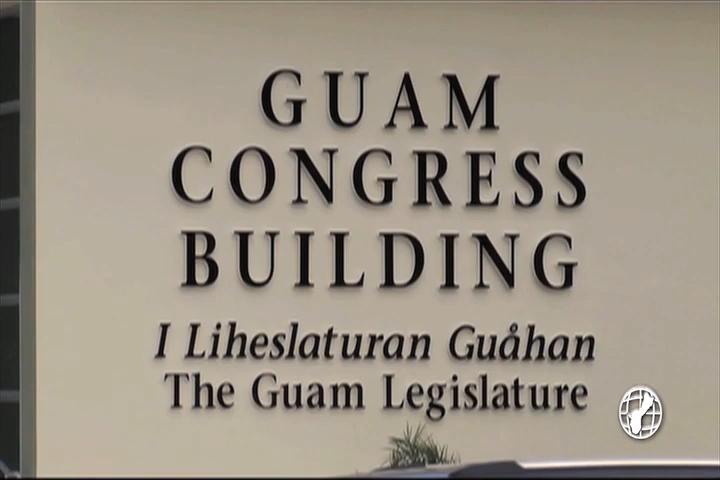 GUAM
CONGRESS
BUILDING
I Liheslaturan Guåhan
The Guam Legislature